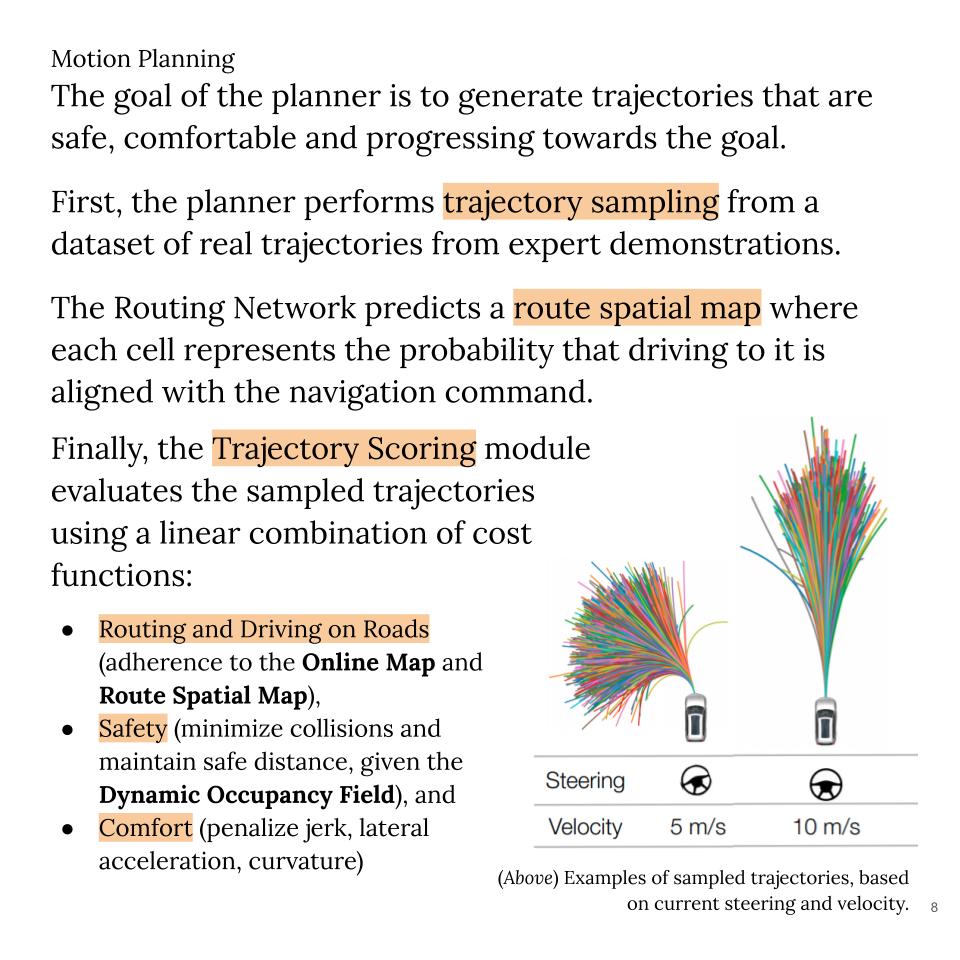 Motion Planning
The goal of the planner is to generate trajectories that are
safe, comfortable and progressing towards the goal.
First, the planner performs trajectory sampling from a
dataset of real trajectories from expert demonstrations.
The Routing Network predicts a route spatial map where
each cell represents the probability that driving to it is
aligned with the navigation command.
Finally, the Trajectory Scoring module
evaluates the sampled trajectories
using a linear combination of cost
functions:
● Routing and Driving on Roads
(adherence to the Online Map and
Route Spatial Map),
● Safety (minimize collisions and
maintain safe distance, given the
Dynamic Occupancy Field), and
● Comfort (penalize jerk, lateral
acceleration, curvature)
Steering
Velocity 5 m/s 10 m/s
(Above) Examples of sampled trajectories, based
on current steering and velocity.
8